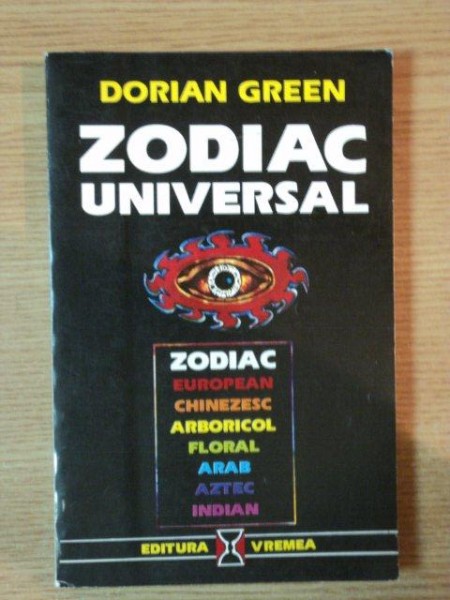 DORIAN GREEN
ZODIAC
UNIVERSAL
ZODIAC
EUROPEAN
CHINEZESC
ARBORICOL
FLORAL
ARAB
AZTEC
INDIAN
EDITURA VREMEA